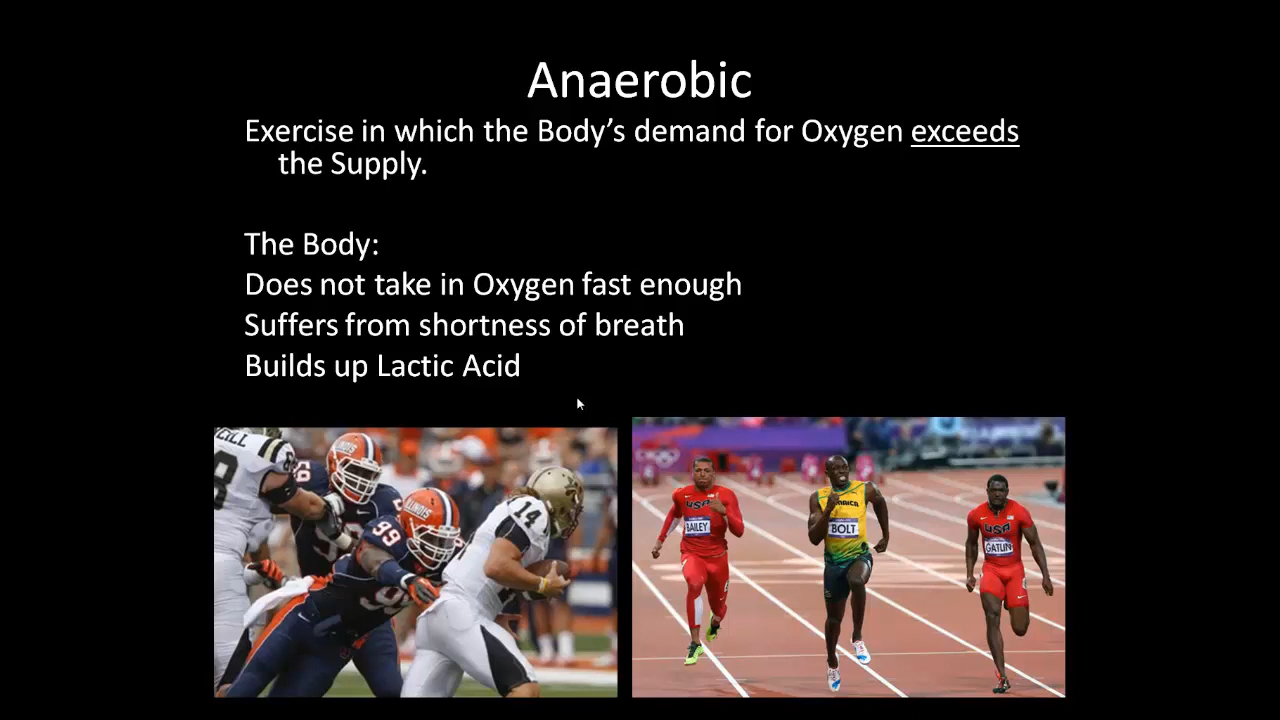 Anaerobic
Exercise in which the Body's demand for Oxygen exceeds
the Supply.
The Body:
Does not take in Oxygen fast enough
Suffers from shortness of breath
Builds up Lactic Acid
ILLINOIS
ILLINOIS
99
14
USA
BAILEY
JAMAICA
BOLT
USA
GATLIN